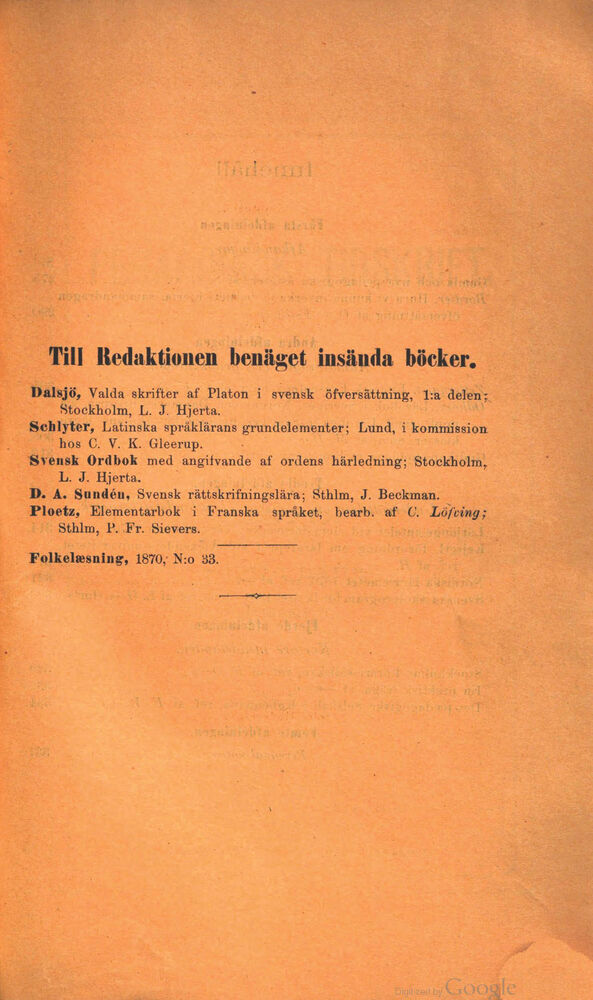 Till Redaktionen benäget insända böcker.
Dalsjö, Valda skrifter af Platon i svensk öfversättning, 1:a delen;
Stockholm, L. J. Hjerta.
Schlyter, Latinska språklärans grundelementer; Lund, i kommission
hos C. V. K. Gleerup.
Svensk Ordbok med angifvande af ordens härledning; Stockholm,
L. J. Hjerta.
D. A. Sundén, Svensk rättskrifningslära; Sthlm, J. Beckman.
Ploetz, Elementarbok i Franska språket, bearb. af C. Löfving;
Sthlm, P. Fr. Sievers.
Folkelæsning, 1870, N:o 33.
Digitized by Google